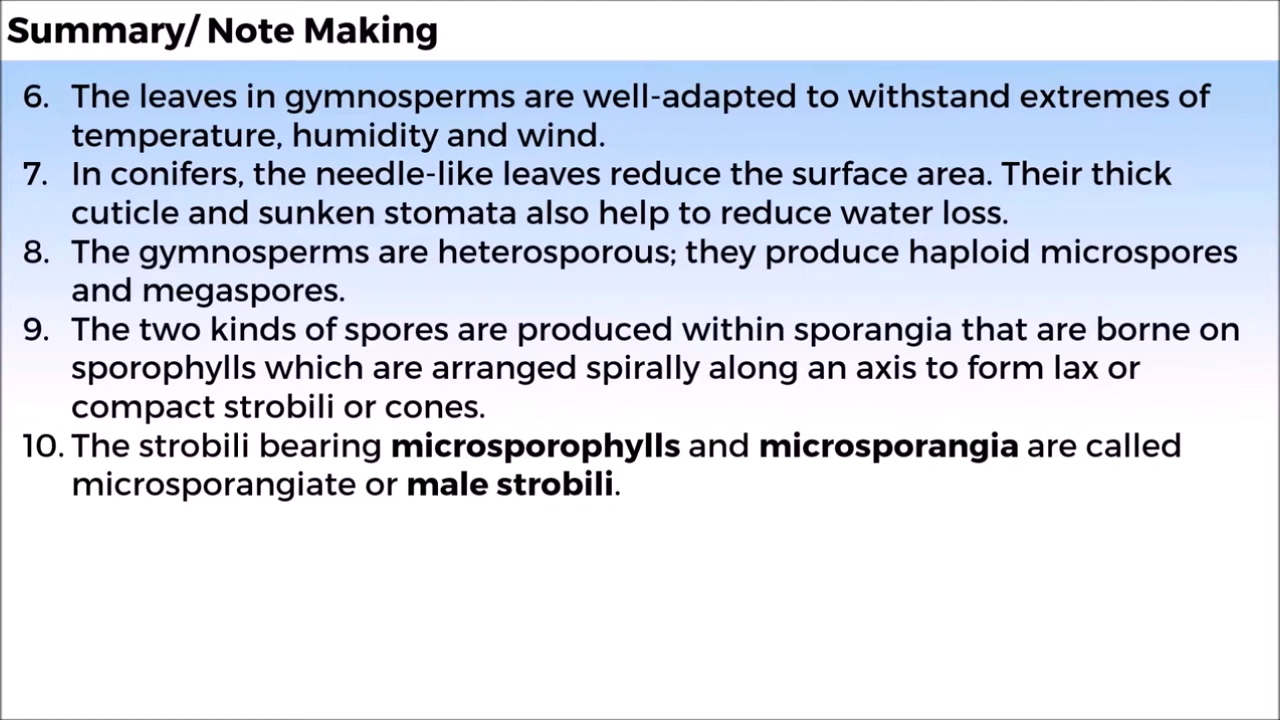 Summary/ Note Making
6. The leaves in gymnosperms are well-adapted to withstand extremes of
temperature, humidity and wind.
7. In conifers, the needle-like leaves reduce the surface area. Their thick
cuticle and sunken stomata also help to reduce water loss.
8. The gymnosperms are heterosporous; they produce haploid microspores
and megaspores.
9. The two kinds of spores are produced within sporangia that are borne on
sporophylls which are arranged spirally along an axis to form lax or
compact strobili or cones.
10. The strobili bearing microsporophylls and microsporangia are called
microsporangiate or male strobili.